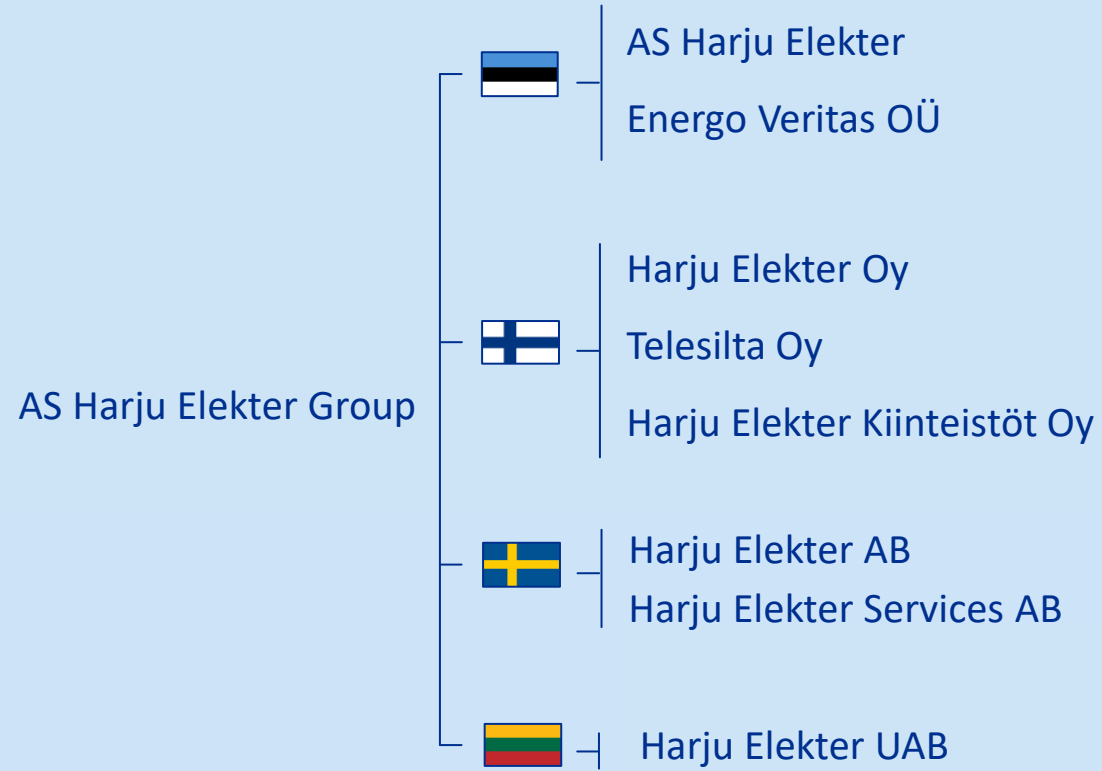 AS Harju Elekter Group
AS Harju Elekter
Energo Veritas OÜ
Harju Elekter Oy
Telesilta Oy
Harju Elekter Kiinteistöt Oy
Harju Elekter AB
Harju Elekter Services AB
Harju Elekter UAB